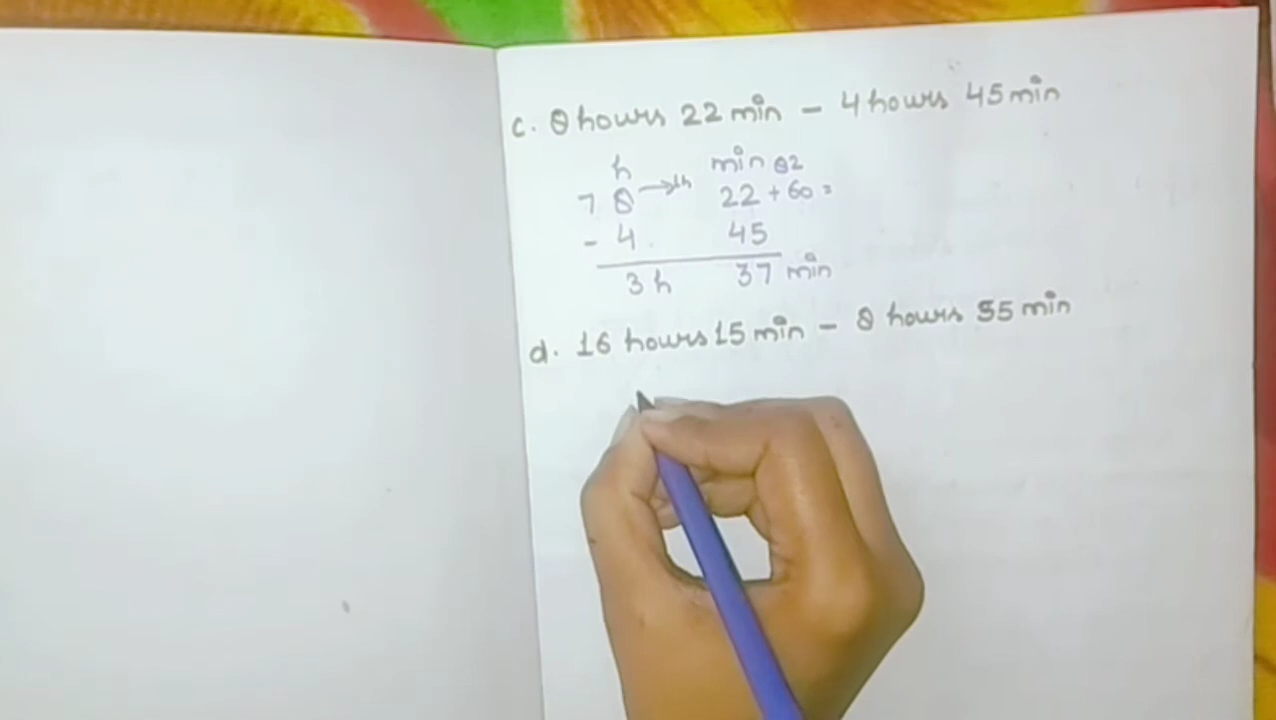 c. 8 hours 22 min - 4 hours 45 min
h min 82
7 8 → 1h 22 + 60 =
- 4 45
3 h 37 min
d. 16 hours 15 min - 8 hours 55 min